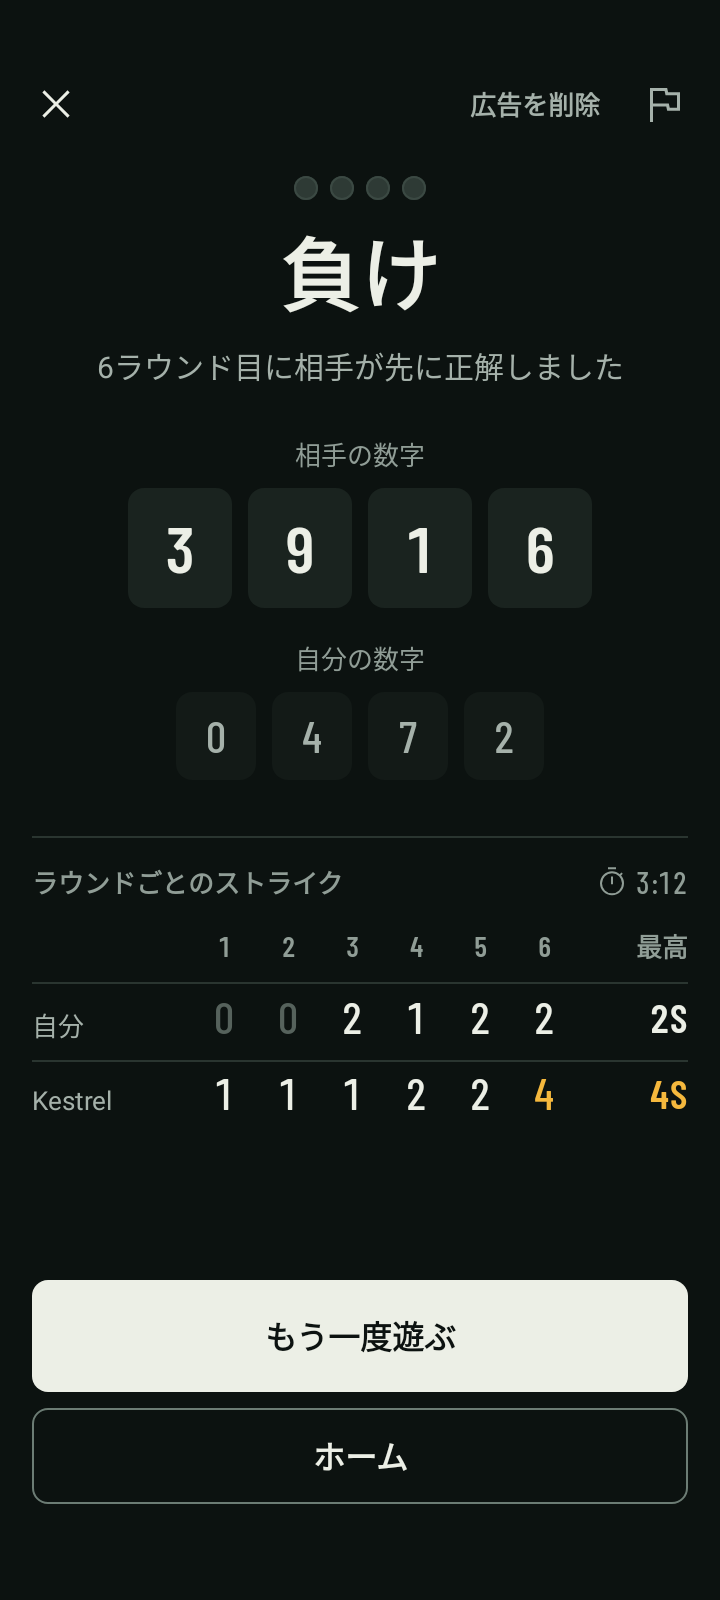 広告を削除
負け
6ラウンド目に相手が先に正解しました
相手の数字
3 9 1 6
自分の数字
0 4 7 2
ラウンドごとのストライク 3:12
1 2 3 4 5 6 最高
自分 0 0 2 1 2 2 2S
Kestrel 1 1 1 2 2 4 4S
もう一度遊ぶ
ホーム